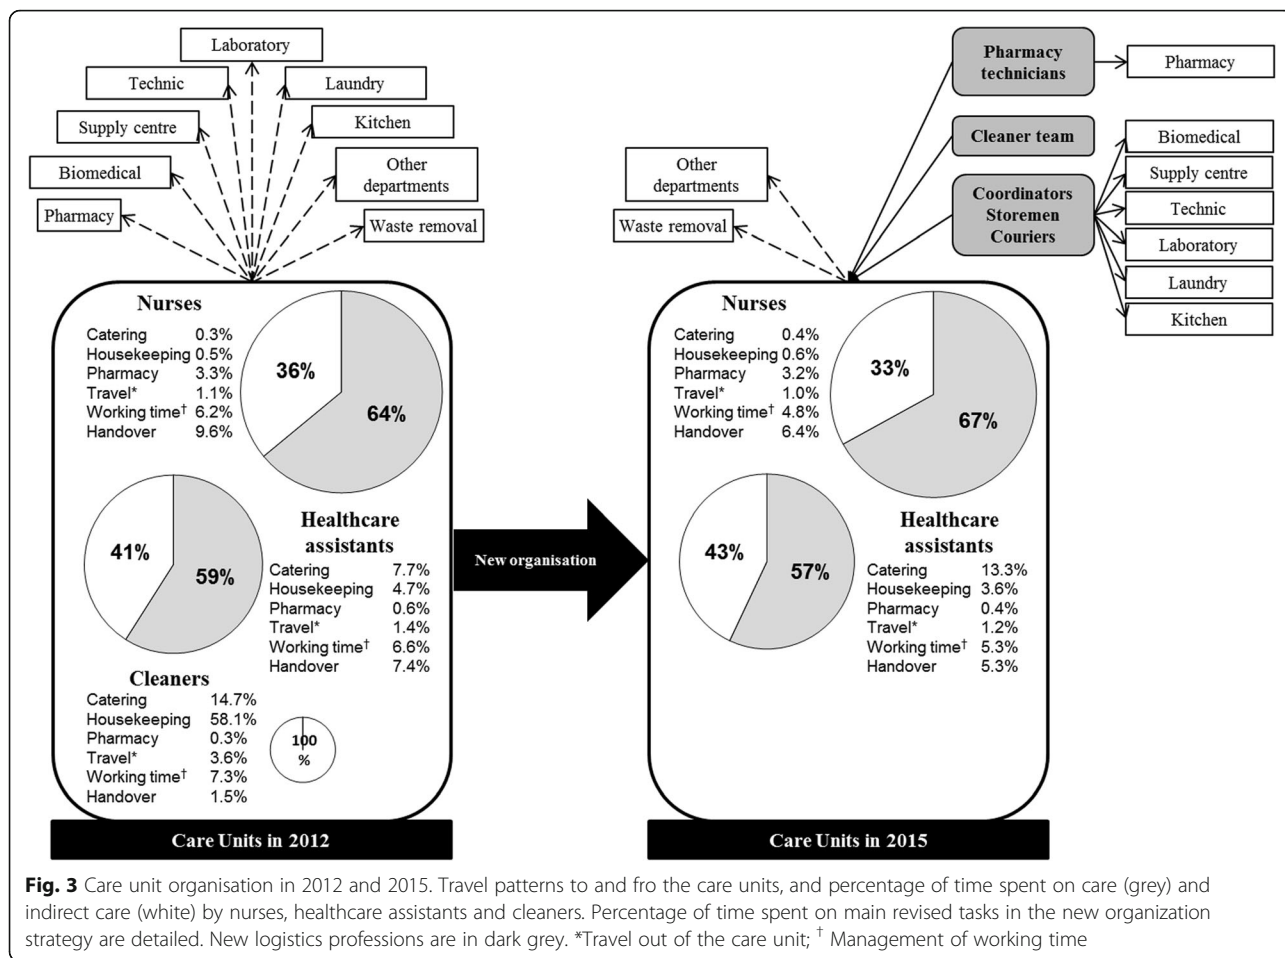 Laboratory
Technic
Laundry
Supply centre
Kitchen
Biomedical
Other
departments
Pharmacy
Waste removal
Nurses
Catering 0.3%
Housekeeping 0.5%
Pharmacy 3.3%
Travel* 1.1%
Working time† 6.2%
Handover 9.6%
36%
64%
41%
59%
Healthcare
assistants
Catering 7.7%
Housekeeping 4.7%
Pharmacy 0.6%
Travel* 1.4%
Working time† 6.6%
Handover 7.4%
Cleaners
Catering 14.7%
Housekeeping 58.1%
Pharmacy 0.3%
Travel* 3.6%
Working time† 7.3%
Handover 1.5%
100
%
Care Units in 2012
New organisation
Pharmacy
technicians
Pharmacy
Cleaner team
Coordinators
Storemen
Couriers
Biomedical
Supply centre
Technic
Laboratory
Laundry
Kitchen
Other
departments
Waste removal
Nurses
Catering 0.4%
Housekeeping 0.6%
Pharmacy 3.2%
Travel* 1.0%
Working time† 4.8%
Handover 6.4%
33%
67%
43%
57%
Healthcare
assistants
Catering 13.3%
Housekeeping 3.6%
Pharmacy 0.4%
Travel* 1.2%
Working time† 5.3%
Handover 5.3%
Care Units in 2015
Fig. 3 Care unit organisation in 2012 and 2015. Travel patterns to and fro the care units, and percentage of time spent on care (grey) and
indirect care (white) by nurses, healthcare assistants and cleaners. Percentage of time spent on main revised tasks in the new organization
strategy are detailed. New logistics professions are in dark grey. *Travel out of the care unit; † Management of working time